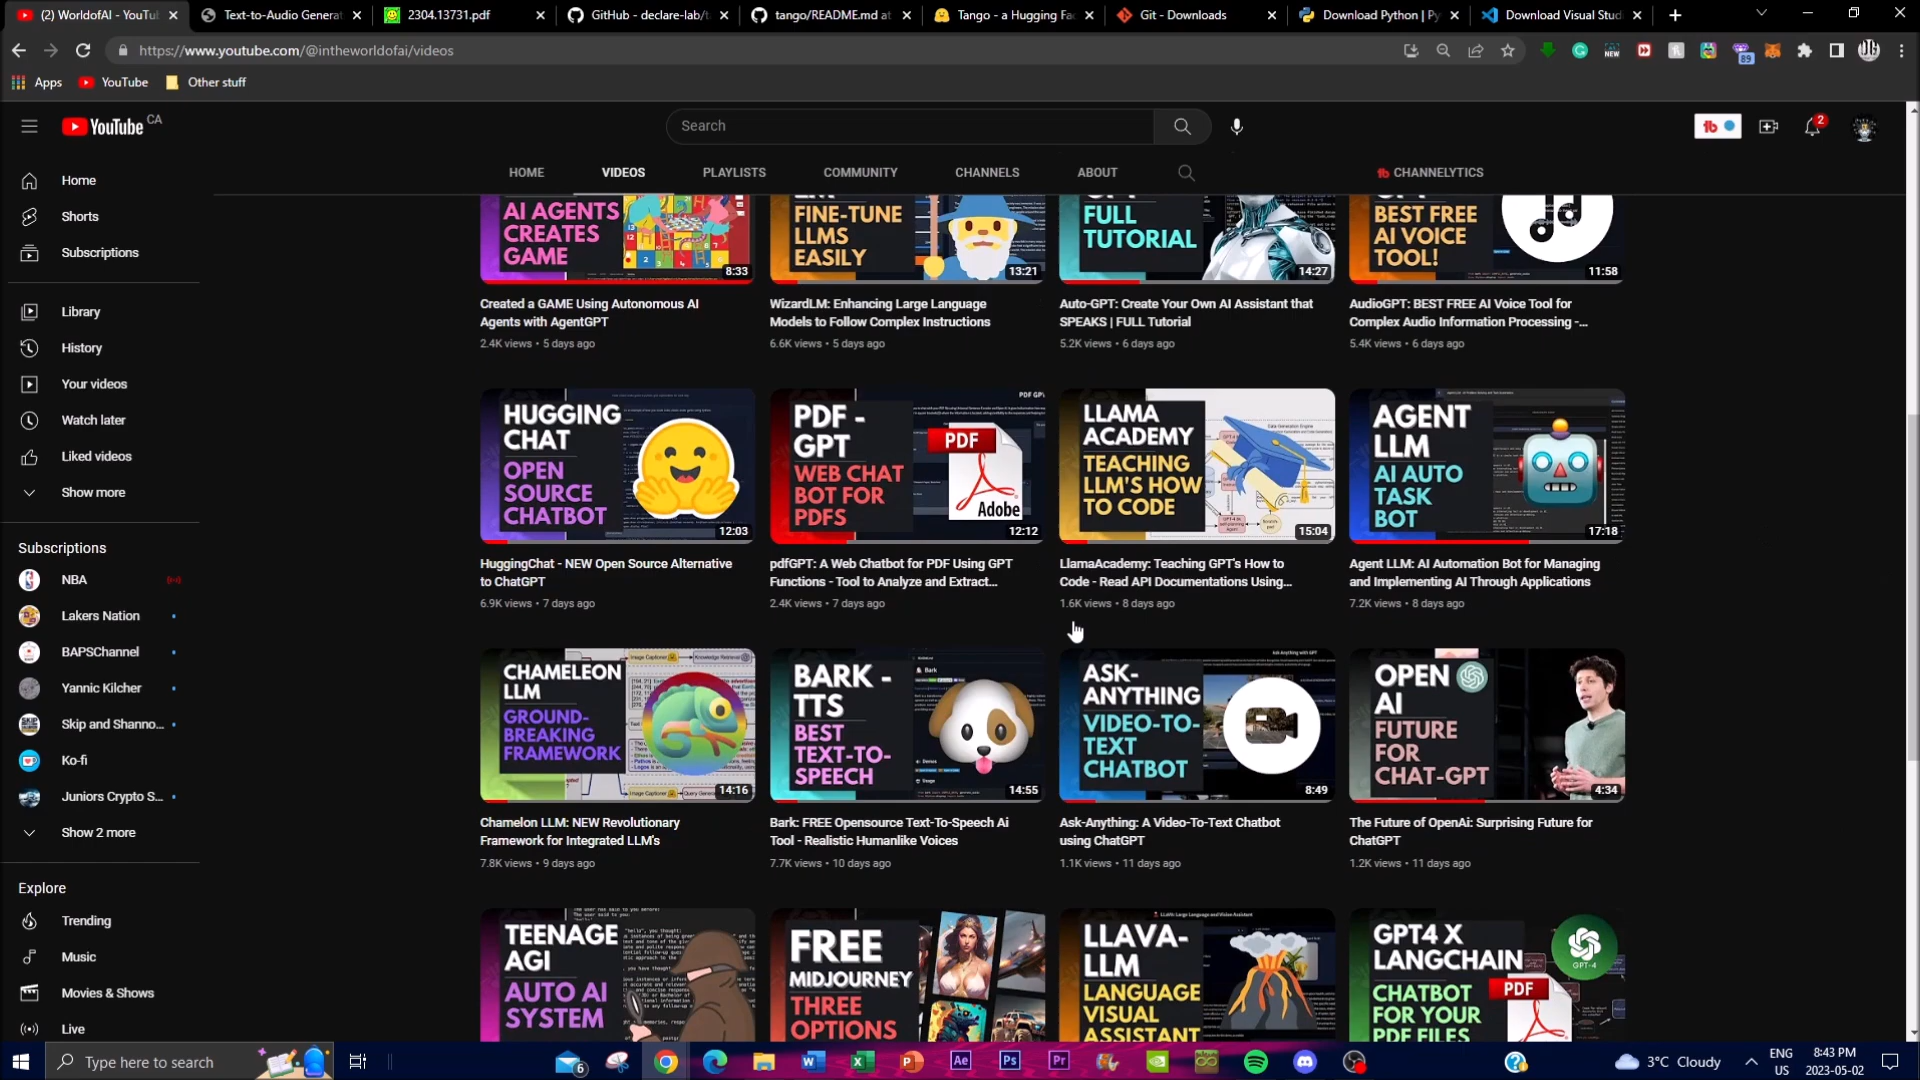 (2) WorldofAI - YouTu
Text-to-Audio Generat
2304.13731.pdf
GitHub - declare-lab/ta
tango/README.md at
Tango - a Hugging Fac
Git - Downloads
Download Python | Py
Download Visual Stud
https://www.youtube.com/@intheworldofai/videos
NEW
89
Apps
YouTube
Other stuff
YouTube CA
Search
2
HOME
VIDEOS
PLAYLISTS
COMMUNITY
CHANNELS
ABOUT
CHANNELYTICS
Home
Shorts
Subscriptions
Library
History
Your videos
Watch later
Liked videos
Show more
Subscriptions
NBA
Lakers Nation
BAPSChannel
Yannic Kilcher
Skip and Shanno...
Ko-fi
Juniors Crypto S...
Show 2 more
Explore
Trending
Music
Movies & Shows
Live
AI AGENTS
CREATES
GAME
8:33
Created a GAME Using Autonomous AI
Agents with AgentGPT
2.4K views • 5 days ago
FINE-TUNE
LLMS
EASILY
13:21
WizardLM: Enhancing Large Language
Models to Follow Complex Instructions
6.6K views • 5 days ago
FULL
TUTORIAL
14:27
Auto-GPT: Create Your Own AI Assistant that
SPEAKS | FULL Tutorial
5.2K views • 6 days ago
BEST FREE
AI VOICE
TOOL!
11:58
AudioGPT: BEST FREE AI Voice Tool for
Complex Audio Information Processing -...
5.4K views • 6 days ago
HUGGING
CHAT
OPEN
SOURCE
CHATBOT
12:03
HuggingChat - NEW Open Source Alternative
to ChatGPT
6.9K views • 7 days ago
PDF -
GPT
WEB CHAT
BOT FOR
PDFS
PDF
Adobe
12:12
pdfGPT: A Web Chatbot for PDF Using GPT
Functions - Tool to Analyze and Extract...
2.4K views • 7 days ago
LLAMA
ACADEMY
TEACHING
LLM'S HOW
TO CODE
15:04
LlamaAcademy: Teaching GPT's How to
Code - Read API Documentations Using...
1.6K views • 8 days ago
AGENT
LLM
AI AUTO
TASK
BOT
17:18
Agent LLM: AI Automation Bot for Managing
and Implementing AI Through Applications
7.2K views • 8 days ago
CHAMELEON
LLM
GROUND-
BREAKING
FRAMEWORK
14:16
Chamelon LLM: NEW Revolutionary
Framework for Integrated LLM's
7.8K views • 9 days ago
BARK -
TTS
BEST
TEXT-TO-
SPEECH
Bark
14:55
Bark: FREE Opensource Text-To-Speech Ai
Tool - Realistic Humanlike Voices
7.7K views • 10 days ago
ASK-
ANYTHING
VIDEO-TO-
TEXT
CHATBOT
8:49
Ask-Anything: A Video-To-Text Chatbot
using ChatGPT
1.1K views • 11 days ago
OPEN
AI
FUTURE
FOR
CHAT-GPT
4:34
The Future of OpenAi: Surprising Future for
ChatGPT
1.2K views • 11 days ago
TEENAGE
AGI
AUTO AI
SYSTEM
FREE
MIDJOURNEY
THREE
OPTIONS
LLAVA-
LLM
LANGUAGE
VISUAL
ASSISTANT
GPT4 X
LANGCHAIN
CHATBOT
FOR YOUR
PDF FILES
GPT-4
PDF
Type here to search
6
3°C Cloudy
ENG
US
8:43 PM
2023-05-02